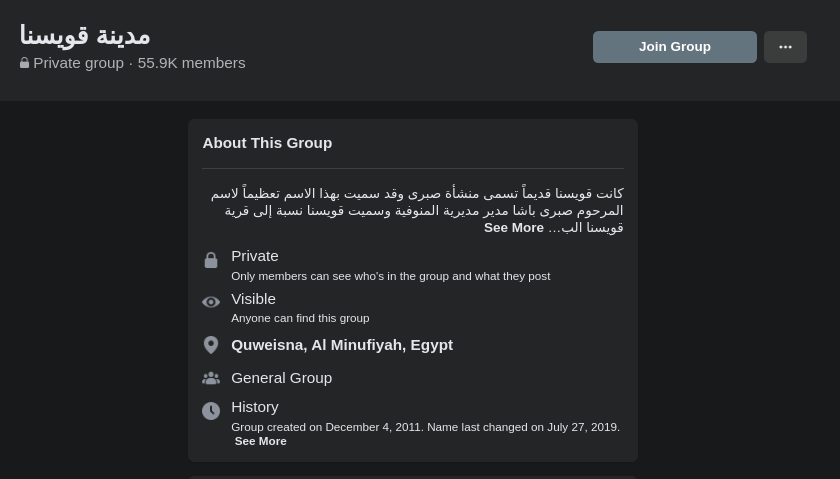 مدينة قويسنا
Private group · 55.9K members
Join Group
About This Group
كانت قويسنا قديماً تسمى منشأة صبرى وقد سميت بهذا الاسم تعظيماً لاسم
المرحوم صبرى باشا مدير مديرية المنوفية وسميت قويسنا نسبة إلى قرية
قويسنا الب… See More
Private
Only members can see who's in the group and what they post
Visible
Anyone can find this group
Quweisna, Al Minufiyah, Egypt
General Group
History
Group created on December 4, 2011. Name last changed on July 27, 2019.
See More